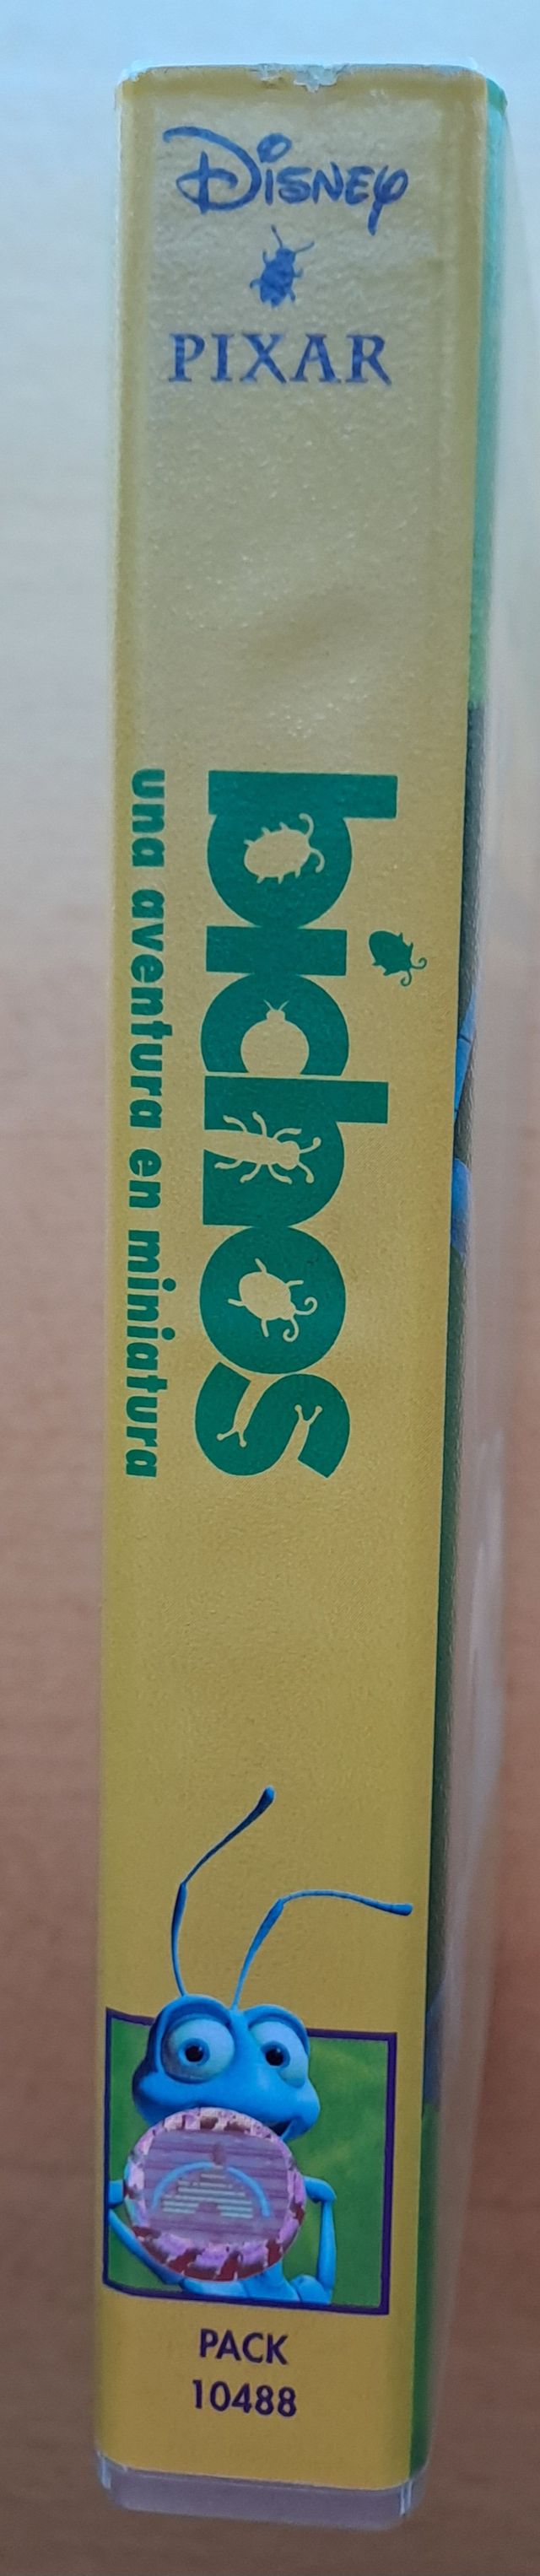 Disney
PIXAR
bichos
una aventura en miniatura
PACK
10488